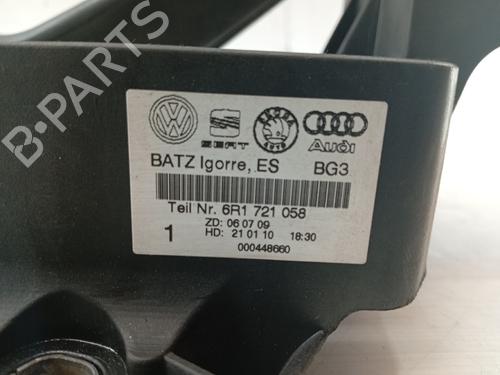 B-PARTS
SEAT SKODA Audi
BATZ Igorre, .ES BG3
Teil Nr. 6R1 721 058
ZD: 06 07 09
1 HD: 21 01 10 18:30
000448660